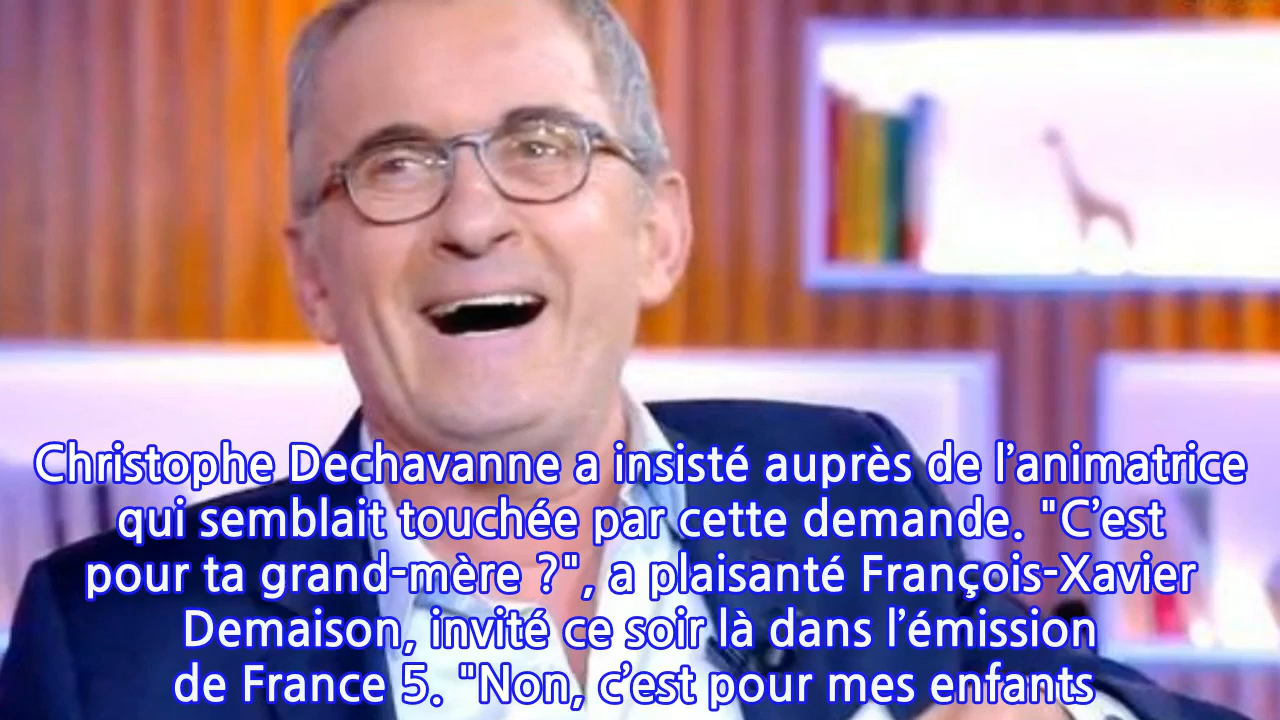 Christophe Dechavanne a insisté auprès de l’animatrice
qui semblait touchée par cette demande. "C’est
pour ta grand-mère ?", a plaisanté François-Xavier
Demaison, invité ce soir là dans l’émission
de France 5. "Non, c’est pour mes enfants